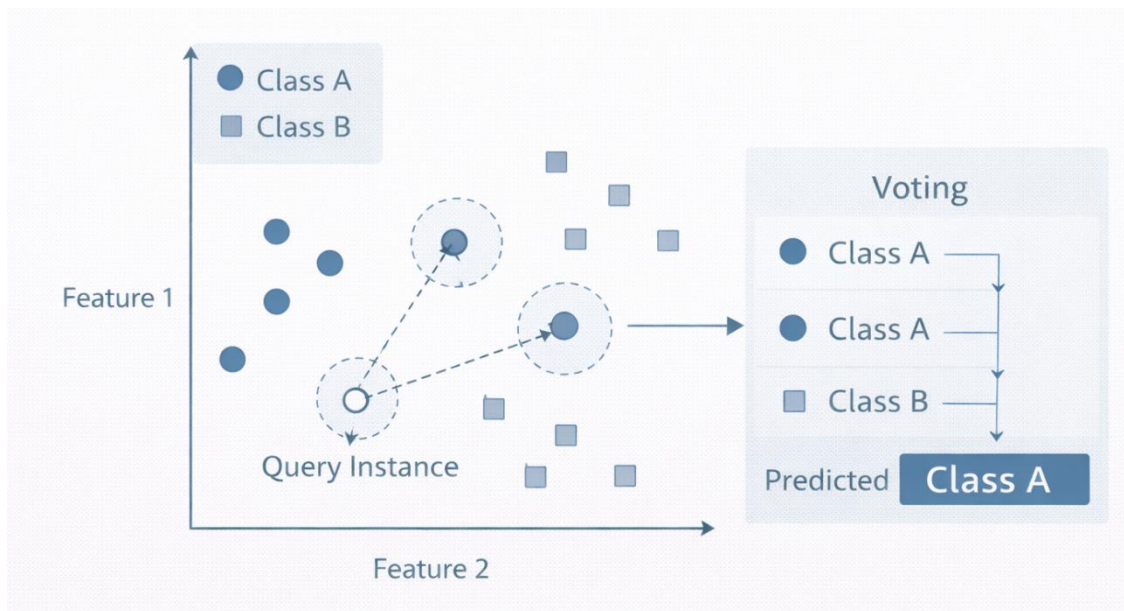 Class A
Class B
Feature 1
Query Instance
Feature 2
Voting
Class A
Class A
Class B
Predicted Class A